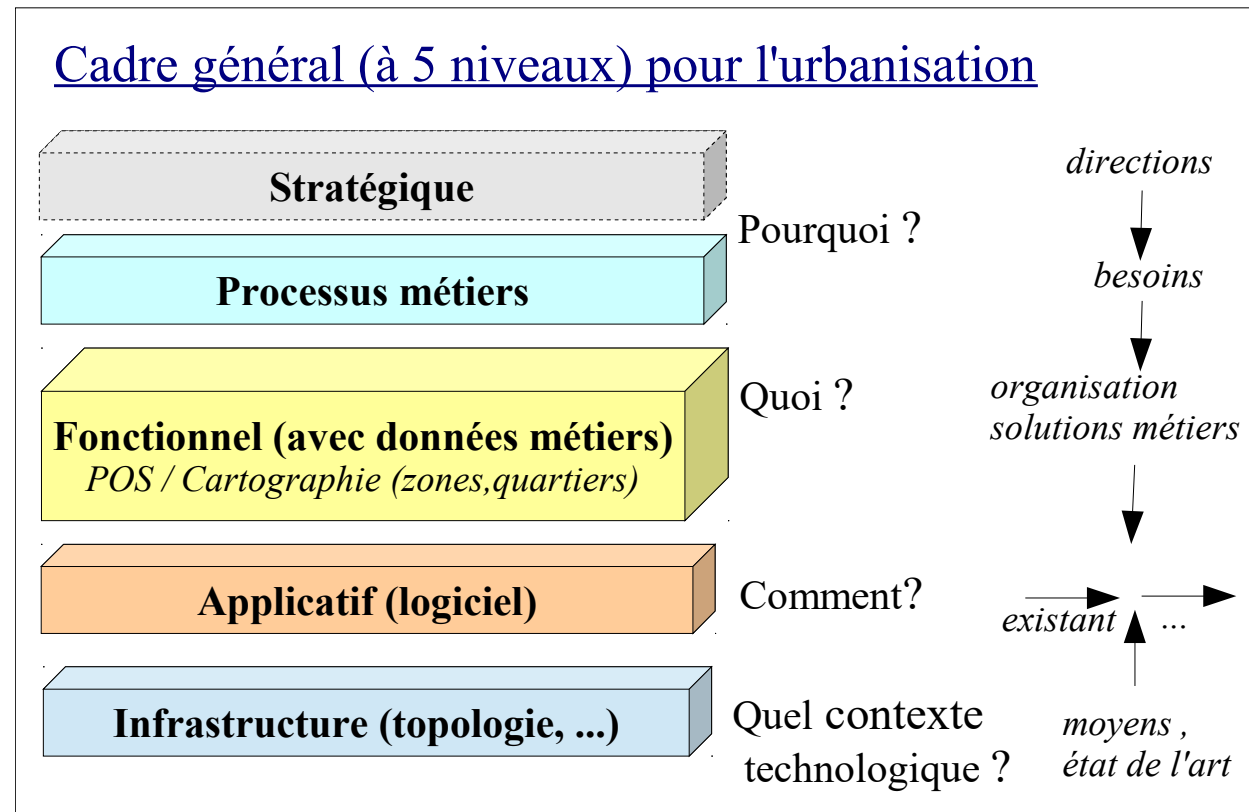 Cadre général (à 5 niveaux) pour l'urbanisation
Stratégique
directions
Pourquoi ?
Processus métiers
besoins
Fonctionnel (avec données métiers)
POS / Cartographie (zones,quartiers)
Quoi ?
organisation
solutions métiers
Applicatif (logiciel)
Comment?
existant
...
Infrastructure (topologie, ...)
Quel contexte
technologique ?
moyens ,
état de l'art